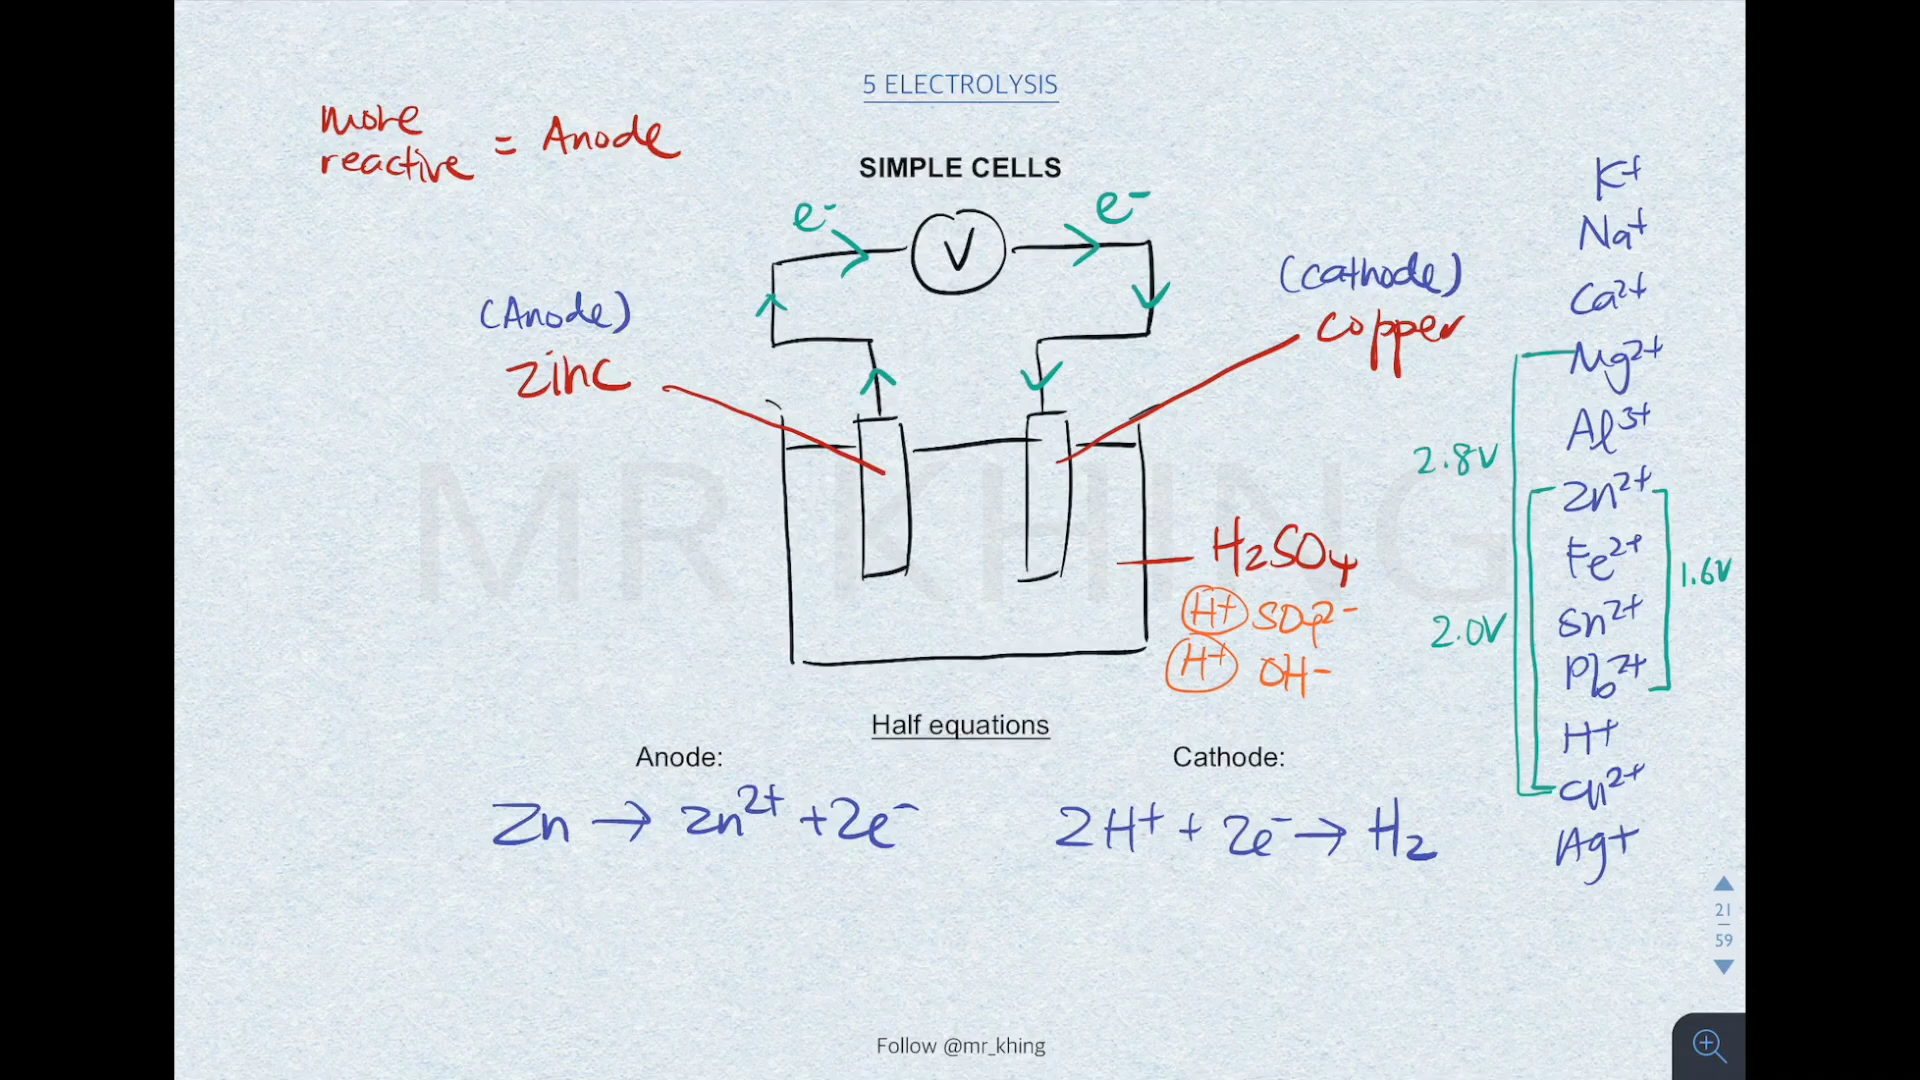 5 ELECTROLYSIS
more
reactive = Anode
SIMPLE CELLS
e⁻
e⁻
V
(Anode)
zinc
(cathode)
copper
H₂SO₄
H⁺ SO₄²⁻
H⁺ OH⁻
K⁺
Na⁺
Ca²⁺
Mg²⁺
Al³⁺
Zn²⁺
Fe²⁺
Sn²⁺
Pb²⁺
H⁺
Cu²⁺
Ag⁺
2.8V
2.0V
1.6V
MR KHING
Half equations
Anode:
Zn → Zn²⁺ + 2e⁻
Cathode:
2H⁺ + 2e⁻ → H₂
21
59
Follow @mr_khing